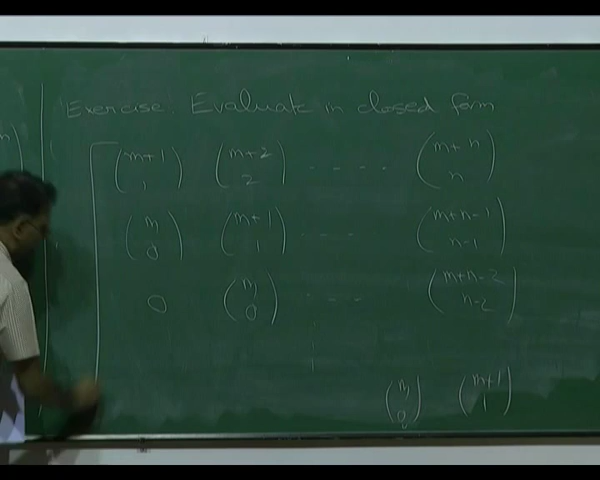 Exercise. Evaluate in closed form
(m+1 1) (m+2 2) ..... (m+n n)
(m 0) (m+1 1) .... (m+n-1 n-1)
0 (m 0) ... (m+n-2 n-2)
(m 0) (m+1 1)